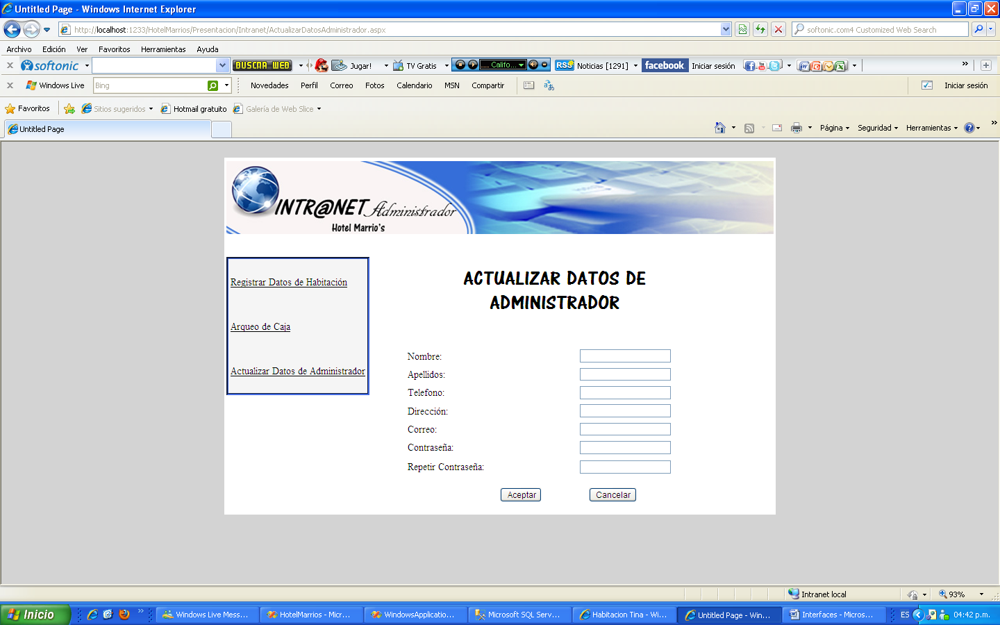 Untitled Page - Windows Internet Explorer
http://localhost:1233/HotelMarrios/Presentacion/Intranet/ActualizarDatosAdministrador.aspx
softonic.com4 Customized Web Search
Archivo Edición Ver Favoritos Herramientas Ayuda
softonic BUSCAR WEB Jugar! TV Gratis ..... Califo... RSS Noticias [1291] facebook Iniciar sesión
Windows Live Bing Novedades Perfil Correo Fotos Calendario MSN Compartir Iniciar sesión
Favoritos Sitios sugeridos Hotmail gratuito Galería de Web Slice
Untitled Page Página Seguridad Herramientas
INTR@NET Administrador
Hotel Marrio's
Registrar Datos de Habitación
Arqueo de Caja
Actualizar Datos de Administrador
ACTUALIZAR DATOS DE
ADMINISTRADOR
Nombre:
Apellidos:
Telefono:
Dirección:
Correo:
Contraseña:
Repetir Contraseña:
Aceptar Cancelar
Intranet local 93%
Inicio Windows Live Mess... HotelMarrios - Micr... WindowsApplicatio... Microsoft SQL Serv... Habitacion Tina - Wi... Untitled Page - Win... Interfaces - Micros... ES 04:42 p.m.